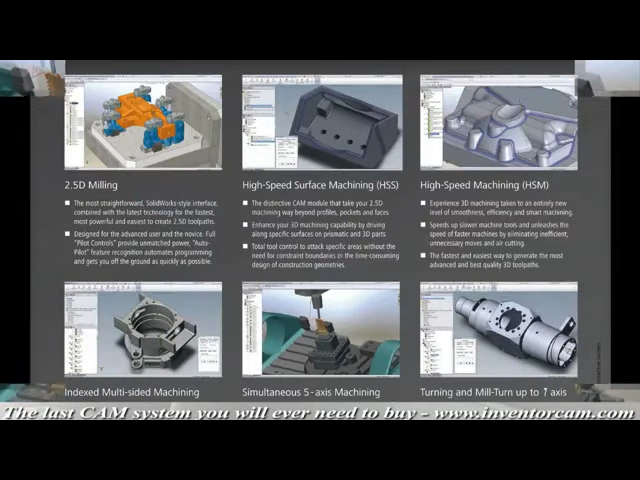 2.5D Milling
The most straightforward, SolidWorks-style interface,
combined with the latest technology for the fastest,
most powerful and easiest to create 2.5D toolpaths.
Designed for the advanced user and the novice. Full
"Pilot Controls" provide unmatched power, "Auto-
Pilot" feature recognition automates programming
and gets you off the ground as quickly as possible.
High-Speed Surface Machining (HSS)
The distinctive CAM module that take your 2.5D
machining way beyond profiles, pockets and faces
Enhance your 3D machining capability by driving
along specific surfaces on prismatic and 3D parts.
Total tool control to attack specific areas without the
need for constraint boundaries or the time-consuming
design of construction geometries.
High-Speed Machining (HSM)
Experience 3D machining taken to an entirely new
level of smoothness, efficiency and smart machining.
Speeds up slower machine tools and unleashes the
speed of faster machines by eliminating inefficient,
unnecessary moves and air cutting.
The fastest and easiest way to generate the most
advanced and best quality 3D toolpaths.
Indexed Multi-sided Machining
Simultaneous 5-axis Machining
Turning and Mill-Turn up to 7 axis
The last CAM system you will ever need to buy - www.inventorcam.com